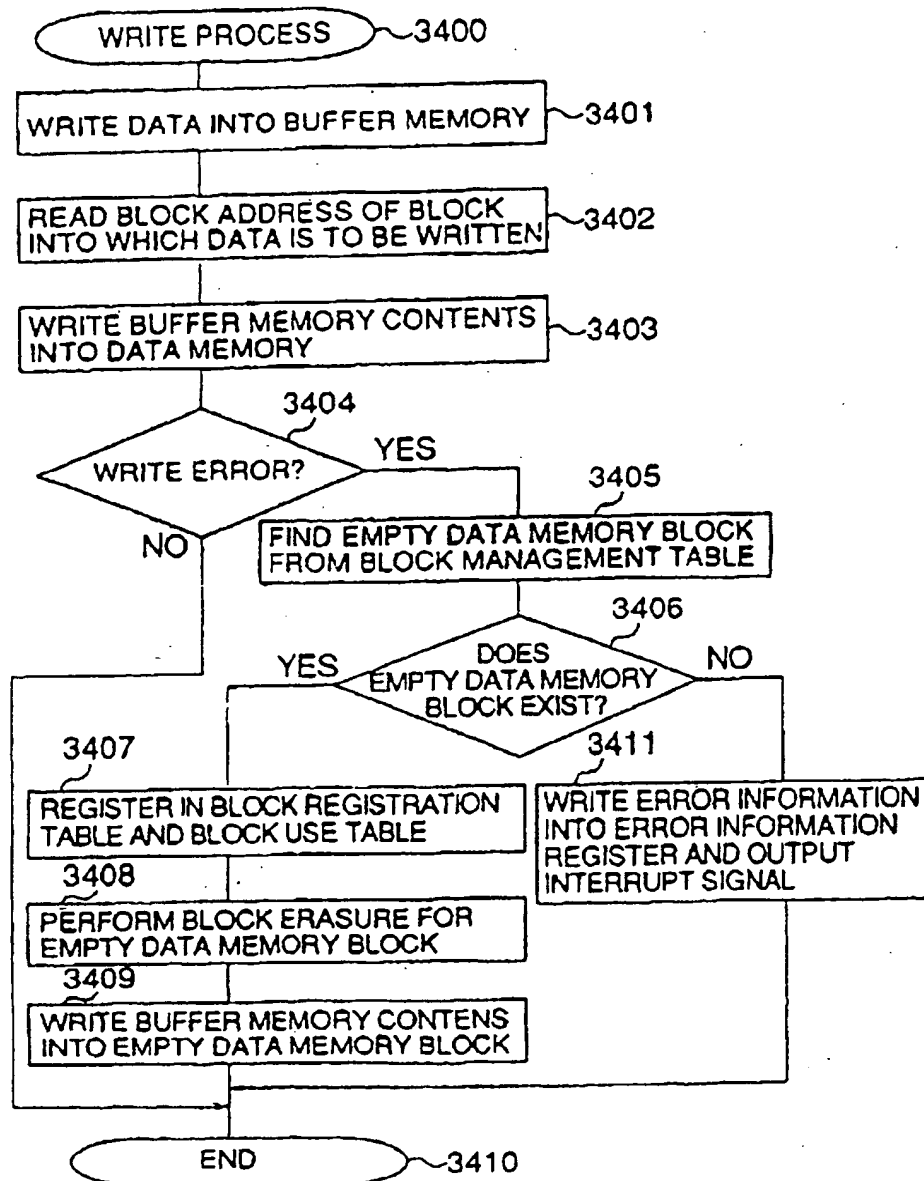 WRITE PROCESS
3400
WRITE DATA INTO BUFFER MEMORY
3401
READ BLOCK ADDRESS OF BLOCK
INTO WHICH DATA IS TO BE WRITTEN
3402
WRITE BUFFER MEMORY CONTENTS
INTO DATA MEMORY
3403
3404
WRITE ERROR?
YES
NO
3405
FIND EMPTY DATA MEMORY BLOCK
FROM BLOCK MANAGEMENT TABLE
3406
DOES
EMPTY DATA MEMORY
BLOCK EXIST?
YES
NO
3407
REGISTER IN BLOCK REGISTRATION
TABLE AND BLOCK USE TABLE
3411
WRITE ERROR INFORMATION
INTO ERROR INFORMATION
REGISTER AND OUTPUT
INTERRUPT SIGNAL
3408
PERFORM BLOCK ERASURE FOR
EMPTY DATA MEMORY BLOCK
3409
WRITE BUFFER MEMORY CONTENS
INTO EMPTY DATA MEMORY BLOCK
END
3410